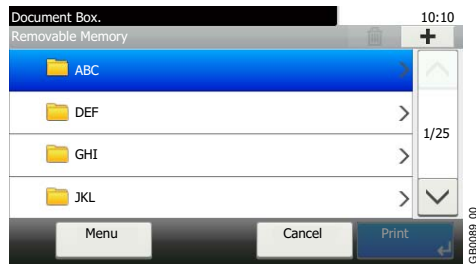 Document Box. 10:10
Removable Memory
ABC
DEF
1/25
GHI
JKL
Menu Cancel Print
GB0089_00